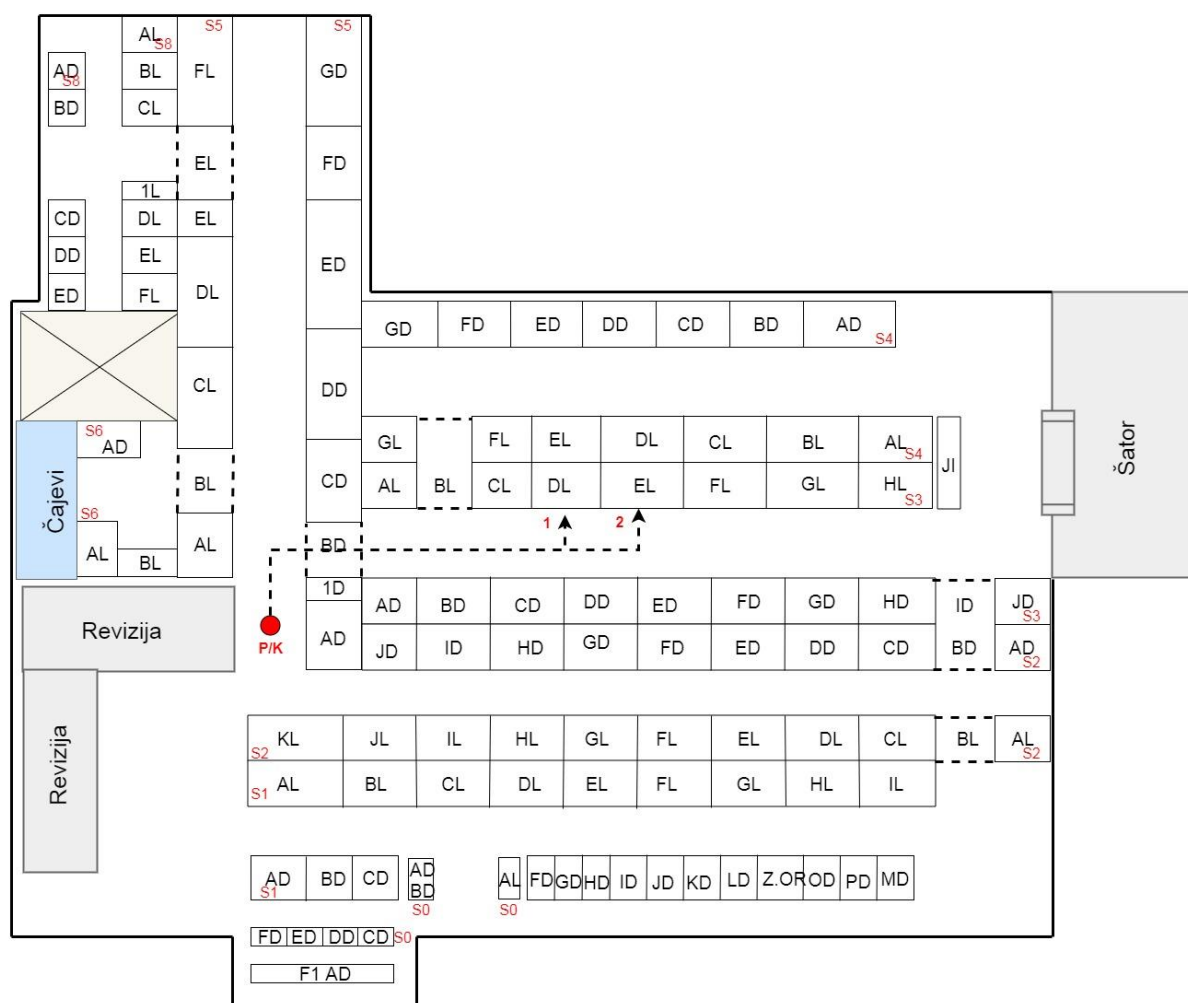 AL S8 S5 S5
AD S8 BL FL GD
BD CL
EL FD
1L
CD DL EL
DD EL ED
ED FL DL
GD FD ED DD CD BD AD S4
CL DD
S6 AD GL FL EL DL CL BL AL S4
Čajevi BL CD AL BL CL DL EL FL GL HL S3 JI Šator
S6 1 2
AL BL AL BD
1D AD BD CD DD ED FD GD HD ID JD S3
Revizija P/K AD JD ID HD GD FD ED DD CD BD AD S2
S2 KL JL IL HL GL FL EL DL CL BL AL S2
Revizija S1 AL BL CL DL EL FL GL HL IL
AD S1 BD CD AD AL FD GD HD ID JD KD LD Z.OR OD PD MD
BD
S0 S0
FD ED DD CD S0
F1 AD